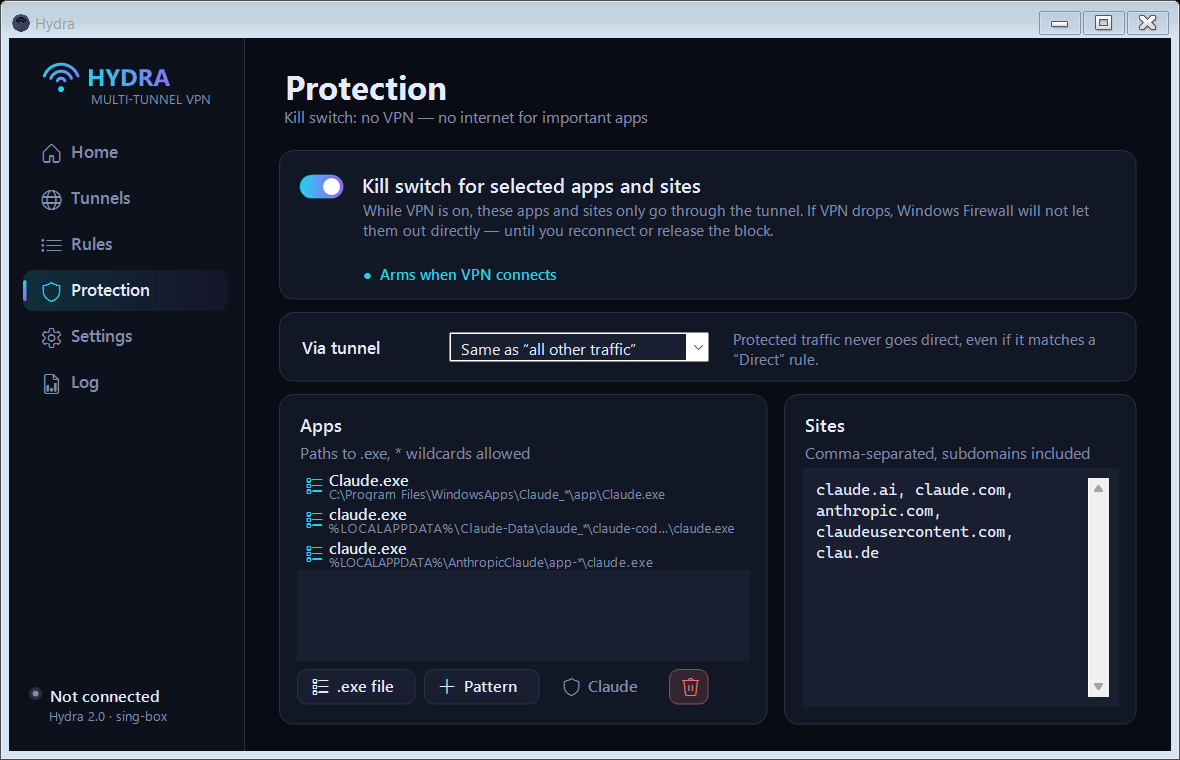 Hydra
HYDRA
MULTI-TUNNEL VPN
Home
Tunnels
Rules
Protection
Settings
Log
Not connected
Hydra 2.0 · sing-box
Protection
Kill switch: no VPN — no internet for important apps
Kill switch for selected apps and sites
While VPN is on, these apps and sites only go through the tunnel. If VPN drops, Windows Firewall will not let
them out directly — until you reconnect or release the block.
● Arms when VPN connects
Via tunnel
Same as “all other traffic”
Protected traffic never goes direct, even if it matches a
“Direct” rule.
Apps
Paths to .exe, * wildcards allowed
Claude.exe
C:\Program Files\WindowsApps\Claude_*\app\Claude.exe
claude.exe
%LOCALAPPDATA%\Claude-Data\claude_*\claude-cod...\claude.exe
claude.exe
%LOCALAPPDATA%\AnthropicClaude\app-*\claude.exe
.exe file
Pattern
Claude
Sites
Comma-separated, subdomains included
claude.ai, claude.com,
anthropic.com,
claudeusercontent.com,
clau.de